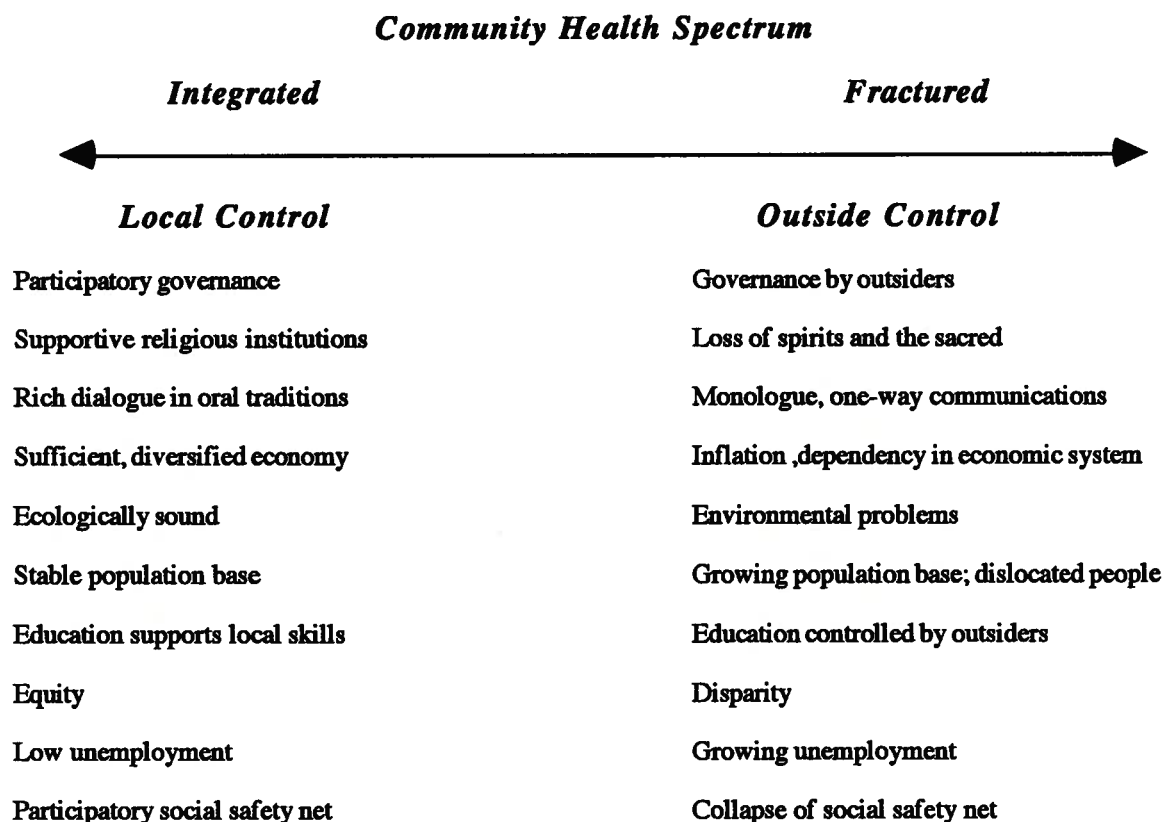 Community Health Spectrum
Integrated Fractured
Local Control Outside Control
Participatory governance Governance by outsiders
Supportive religious institutions Loss of spirits and the sacred
Rich dialogue in oral traditions Monologue, one-way communications
Sufficient, diversified economy Inflation ,dependency in economic system
Ecologically sound Environmental problems
Stable population base Growing population base; dislocated people
Education supports local skills Education controlled by outsiders
Equity Disparity
Low unemployment Growing unemployment
Participatory social safety net Collapse of social safety net